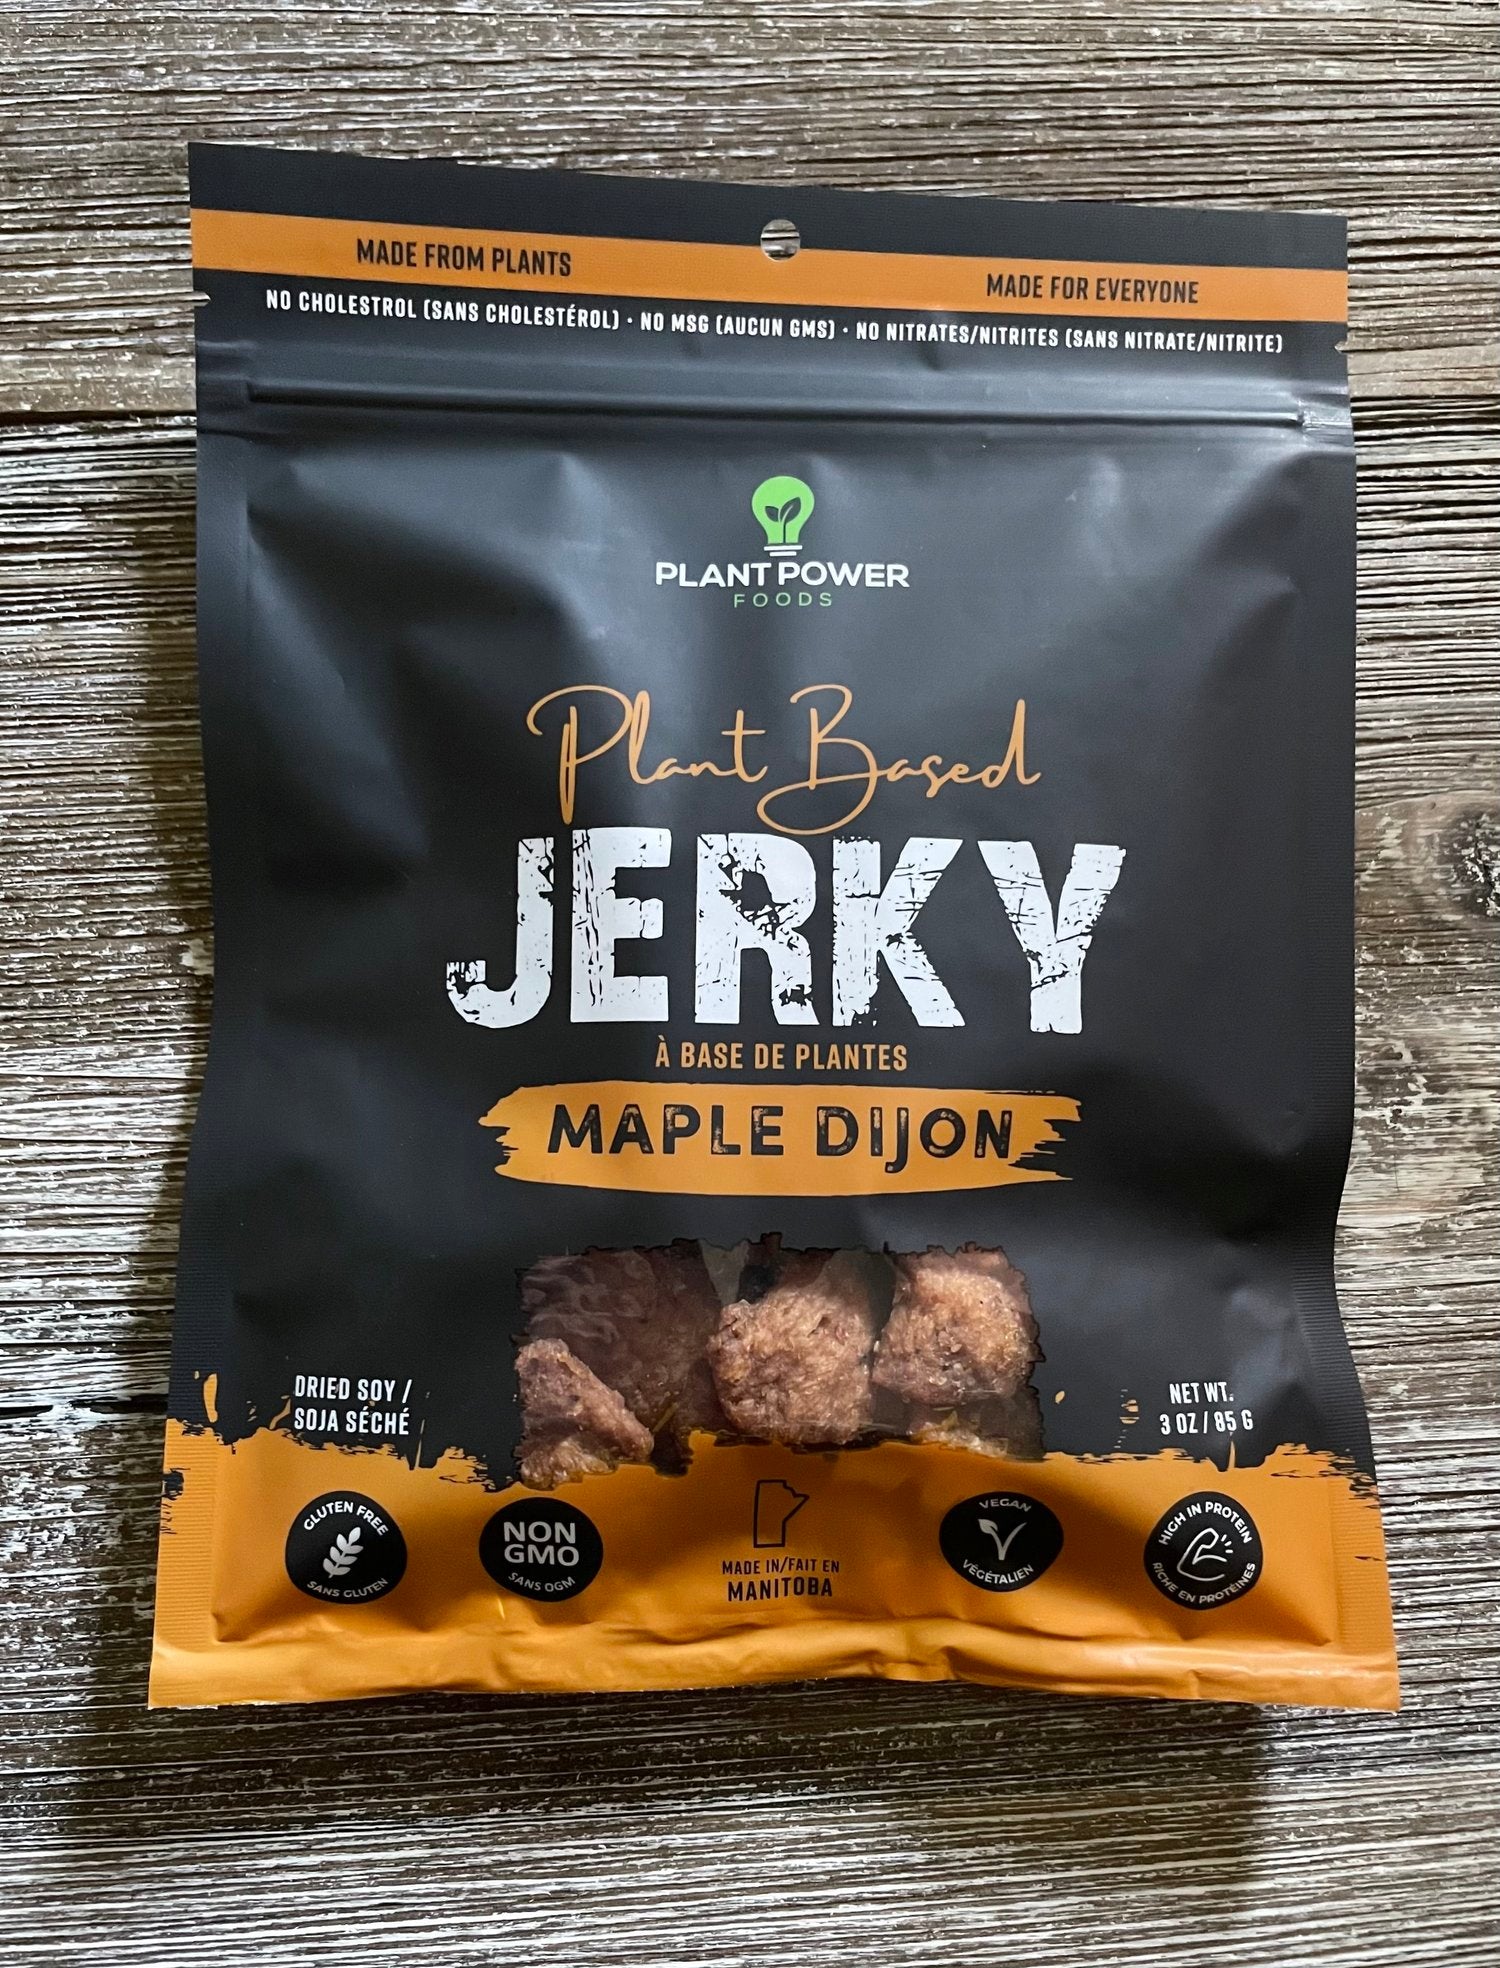 MADE FROM PLANTS
MADE FOR EVERYONE
NO CHOLESTROL (SANS CHOLESTÉROL) • NO MSG (AUCUN GMS) • NO NITRATES/NITRITES (SANS NITRATE/NITRITE)
PLANT POWER
FOODS
Plant Based
JERKY
À BASE DE PLANTES
MAPLE DIJON
DRIED SOY /
SOJA SÉCHÉ
NET WT.
3 OZ / 85 G
GLUTEN FREE
SANS GLUTEN
NON
GMO
SANS OGM
MADE IN/FAIT EN
MANITOBA
VEGAN
VÉGÉTALIEN
HIGH IN PROTEIN
RICHE EN PROTÉINES